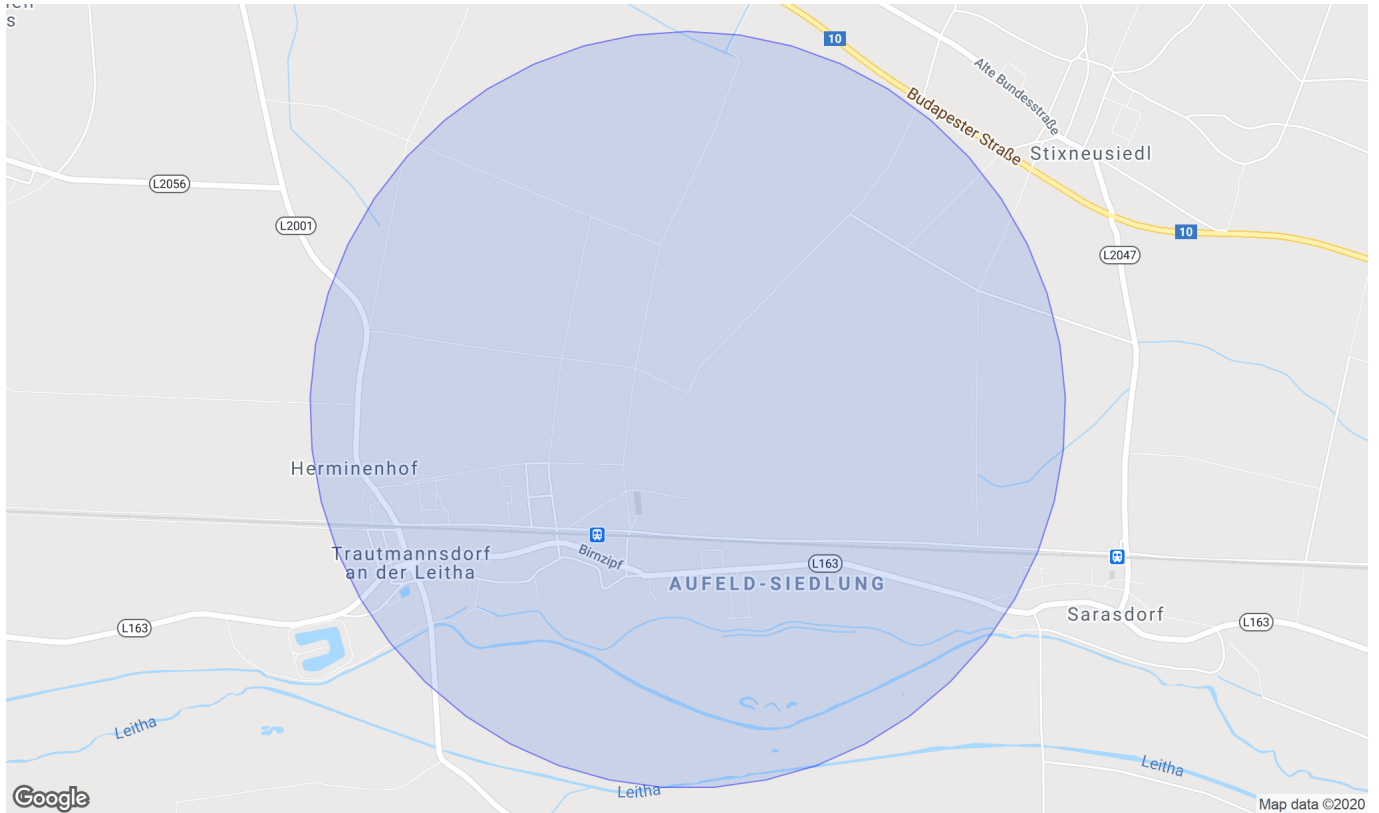 10
Alte Bundesstraße
Budapester Straße
Stixneusiedl
L2056
L2001
10
L2047
Herminenhof
Trautmannsdorf
an der Leitha
Birnzipf
L163
AUFELD-SIEDLUNG
Sarasdorf
L163
L163
Leitha
Leitha
Leitha
Google
Map data ©2020